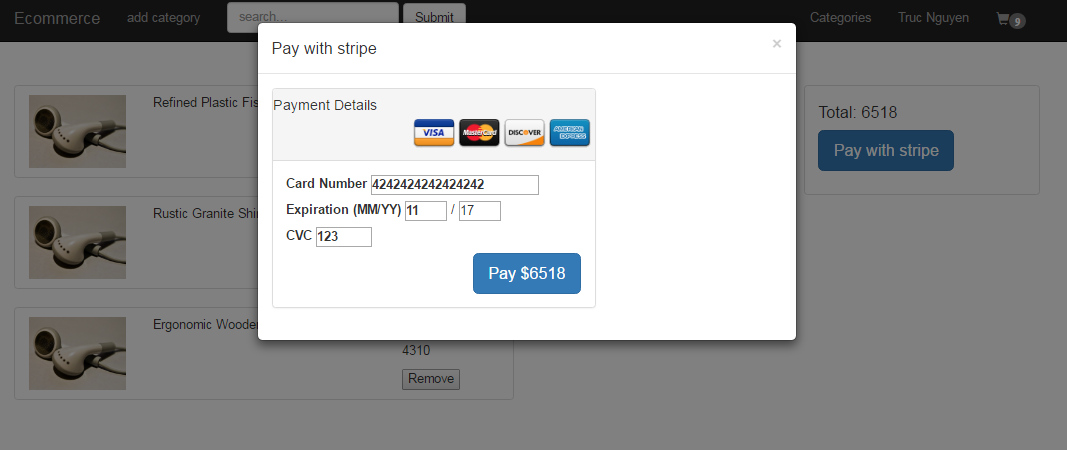 Ecommerce add category search... Submit Categories Truc Nguyen 9
Pay with stripe ×
Payment Details
VISA MasterCard DISCOVER AMERICAN EXPRESS
Card Number 4242424242424242
Expiration (MM/YY) 11 / 17
CVC 123
Pay $6518
Refined Plastic Fis
Rustic Granite Shi
Ergonomic Woode
4310
Remove
Total: 6518
Pay with stripe